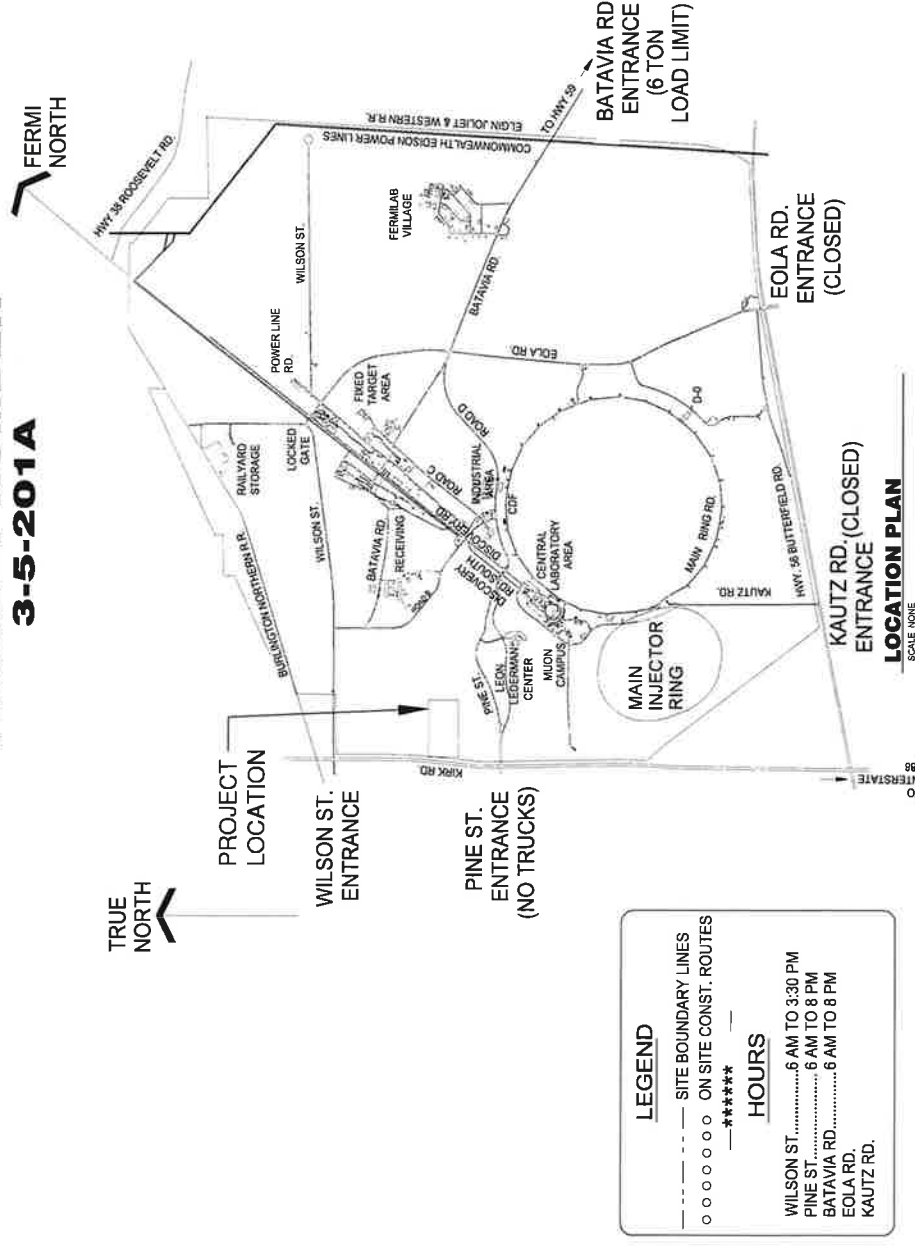 3-5-201A
FERMI
NORTH
TRUE
NORTH
HWY 38 ROOSEVELT RD.
ELGIN JOLIET & WESTERN R.R.
COMMONWEALTH EDISON POWER LINES
WILSON ST.
POWER LINE
RD.
FERMILAB
VILLAGE
BATAVIA RD.
TO HWY 59
BATAVIA RD
ENTRANCE
(6 TON
LOAD LIMIT)
RAILYARD
STORAGE
LOCKED
GATE
FIXED
TARGET
AREA
BURLINGTON NORTHERN R.R.
WILSON ST.
BATAVIA RD.
RECEIVING
ROAD B
ROAD C
DISCOVERY RD.
DISCOVERY
RD. SOUTH
INDUSTRIAL
AREA
ROAD D
EOLA RD.
CDF
CENTRAL
LABORATORY
AREA
D-0
MAIN RING RD.
PROJECT
LOCATION
WILSON ST.
ENTRANCE
KIRK RD.
PINE ST.
LEON
LEDERMAN
CENTER
MUON
CAMPUS
PINE ST.
ENTRANCE
(NO TRUCKS)
MAIN
INJECTOR
RING
KAUTZ RD.
HWY. 56 BUTTERFIELD RD.
EOLA RD.
ENTRANCE
(CLOSED)
KAUTZ RD.
ENTRANCE (CLOSED)
LOCATION PLAN
SCALE NONE
LEGEND
SITE BOUNDARY LINES
ON SITE CONST. ROUTES
******
HOURS
WILSON ST..............6 AM TO 3:30 PM
PINE ST..................6 AM TO 8 PM
BATAVIA RD............6 AM TO 8 PM
EOLA RD.
KAUTZ RD.